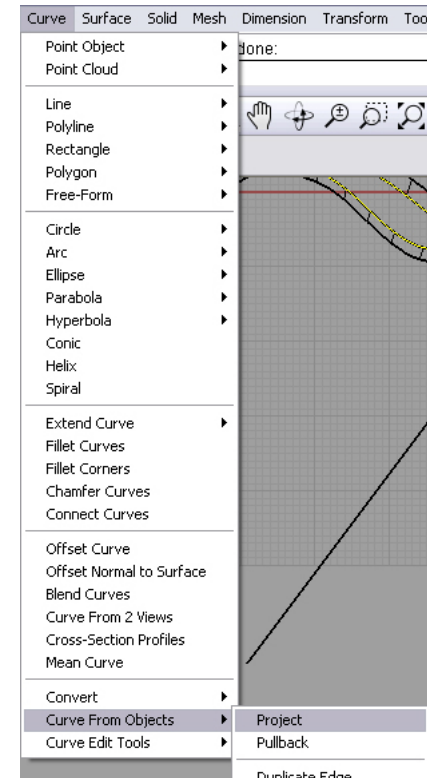 Curve Surface Solid Mesh Dimension Transform Too
done:
Point Object
Point Cloud
Line
Polyline
Rectangle
Polygon
Free-Form
Circle
Arc
Ellipse
Parabola
Hyperbola
Conic
Helix
Spiral
Extend Curve
Fillet Curves
Fillet Corners
Chamfer Curves
Connect Curves
Offset Curve
Offset Normal to Surface
Blend Curves
Curve From 2 Views
Cross-Section Profiles
Mean Curve
Convert
Curve From Objects
Curve Edit Tools
Project
Pullback
Duplicate Edge